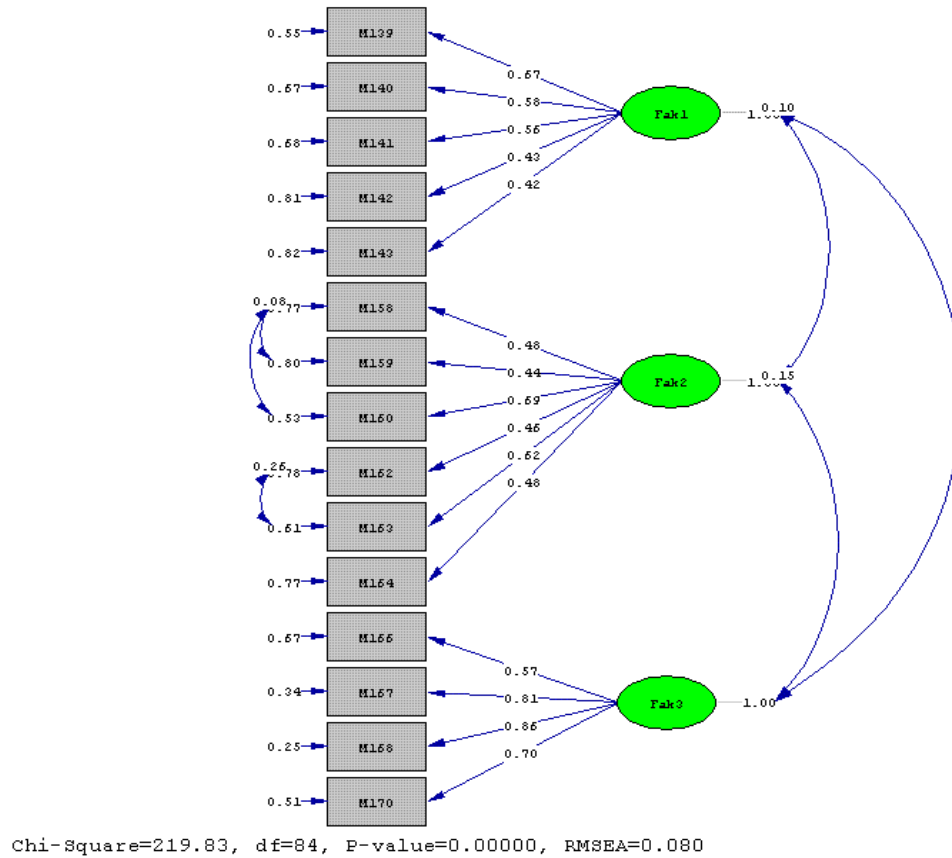 0.55 M139
0.67
0.67 M140 0.58 Fak1 1.00 0.10
0.68 M141 0.56
0.43
0.81 M142 0.42
0.82 M143
0.08 0.77 M158
0.48
0.80 M159 0.44 Fak2 1.00 0.15
0.69
0.53 M160 0.46
0.62
0.26 0.78 M162 0.48
0.61 M163
0.77 M164
0.67 M166
0.57
0.34 M167 0.81 Fak3 1.00
0.86
0.25 M168 0.70
0.51 M170
Chi-Square=219.83, df=84, P-value=0.00000, RMSEA=0.080